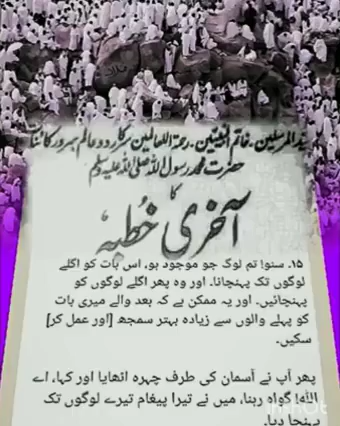 سید المرسلین۔ خاتم النبیین۔ رحمۃ اللعالمین سرکار دو عالم سرور کائنات
حضرت محمد رسول اللہ صلی اللہ علیہ وسلم
کا
آخری خطبہ
۱۵۔ سنو! تم لوگ جو موجود ہو، اس بات کو اگلے
لوگوں تک پہنچانا۔ اور وہ پھر اگلے لوگوں کو
پہنچائیں۔ اور یہ ممکن ہے کہ بعد والے میری بات
کو پہلے والوں سے زیادہ بہتر سمجھ [اور عمل کر]
سکیں۔
پھر آپ نے آسمان کی طرف چہرہ اٹھایا اور کہا، اے
اللہ! گواہ رہنا، میں نے تیرا پیغام تیرے لوگوں تک
پہنچا دیا۔